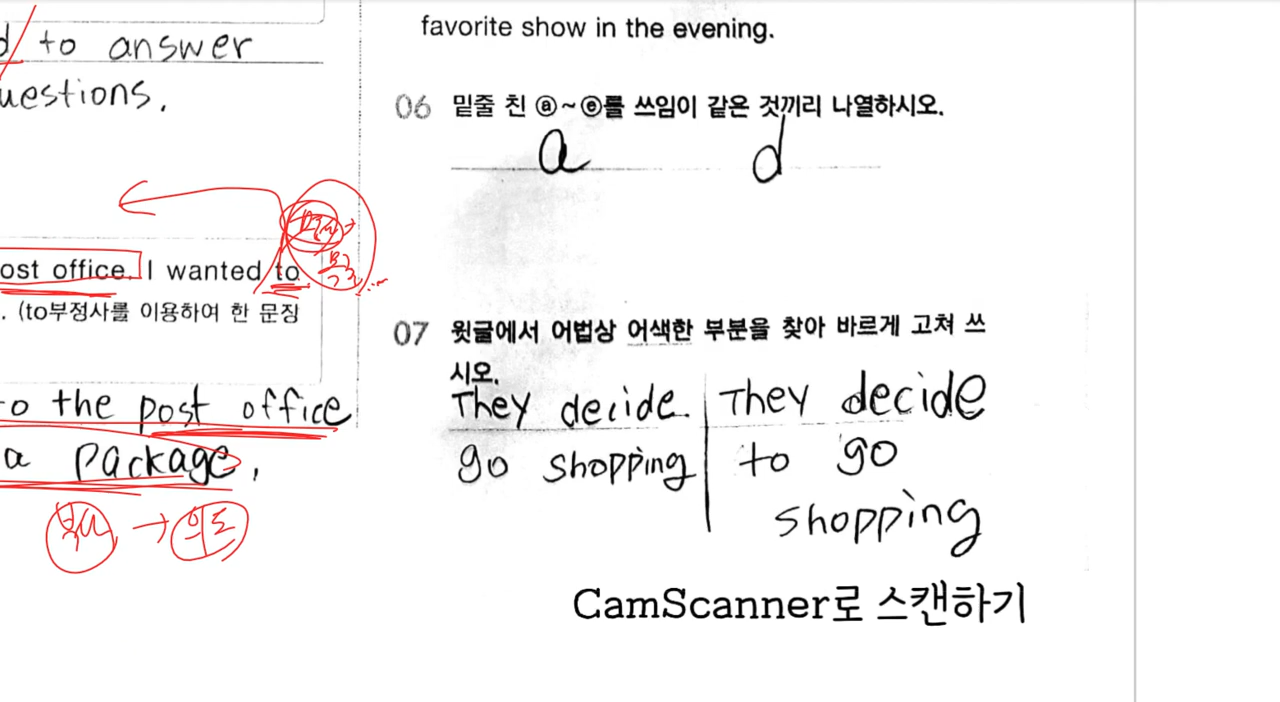 to answer
uestions.
ost office. I wanted to
명사
. (to부정사를 이용하여 한 문장
o the post office
a package.
부사 → 의도
favorite show in the evening.
06 밑줄 친 ⓐ~ⓔ를 쓰임이 같은 것끼리 나열하시오.
a d
07 윗글에서 어법상 어색한 부분을 찾아 바르게 고쳐 쓰
시오.
They decide. They decide
go shopping to go
shopping
CamScanner로 스캔하기